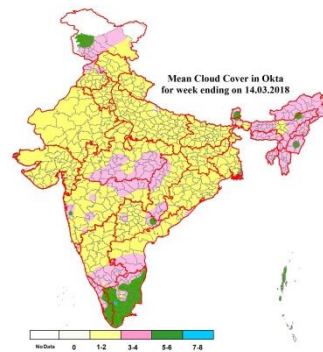 Mean Cloud Cover in Okta
for week ending on 14.03.2018
No Data 0 1-2 3-4 5-6 7-8